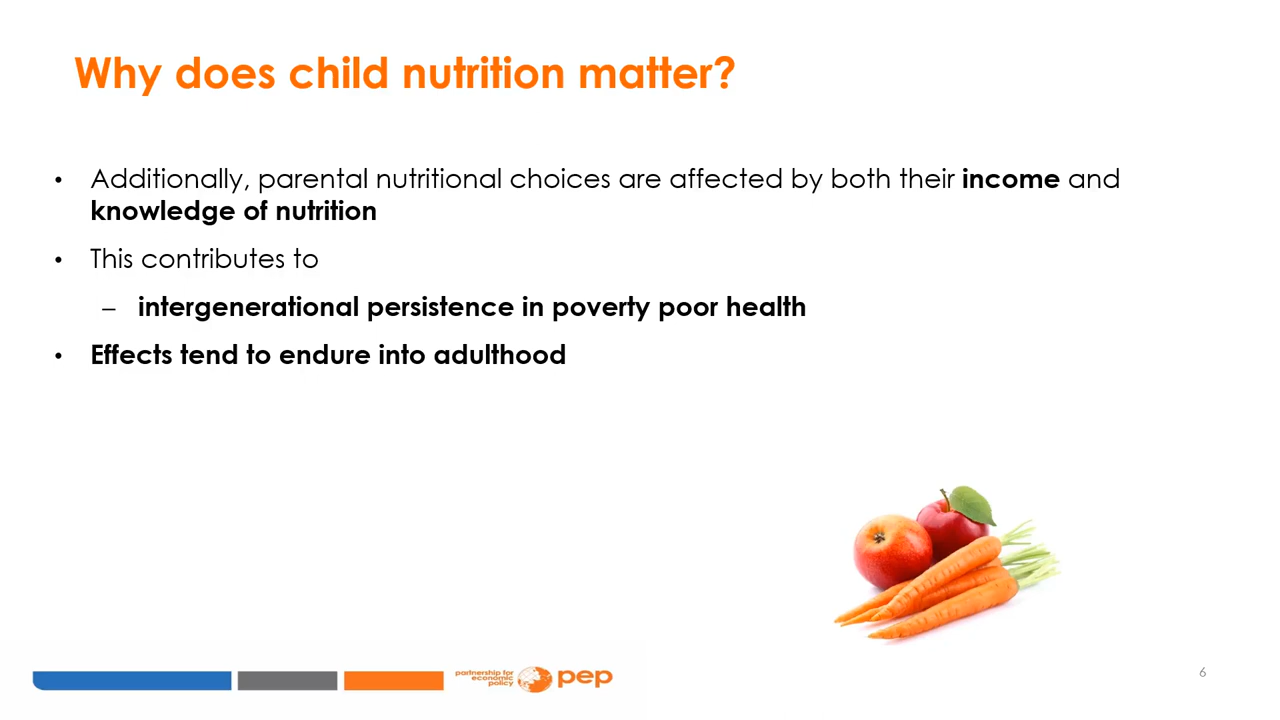 Why does child nutrition matter?
• Additionally, parental nutritional choices are affected by both their income and
knowledge of nutrition
• This contributes to
– intergenerational persistence in poverty poor health
• Effects tend to endure into adulthood
partnership for
economic
policy
pep
6